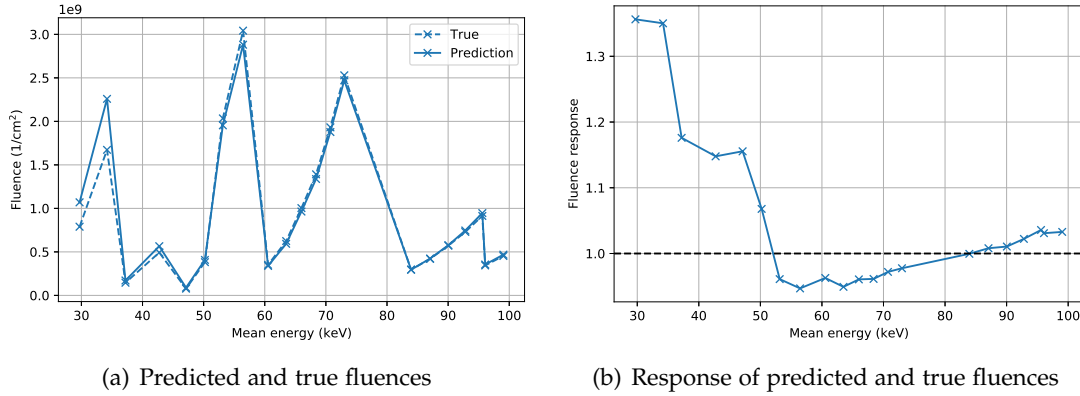 1e9
3.0
2.5
2.0
1.5
1.0
0.5
0.0
Fluence (1/cm²)
True
Prediction
30 40 50 60 70 80 90 100
Mean energy (keV)
(a) Predicted and true fluences
1.3
1.2
1.1
1.0
Fluence response
30 40 50 60 70 80 90 100
Mean energy (keV)
(b) Response of predicted and true fluences